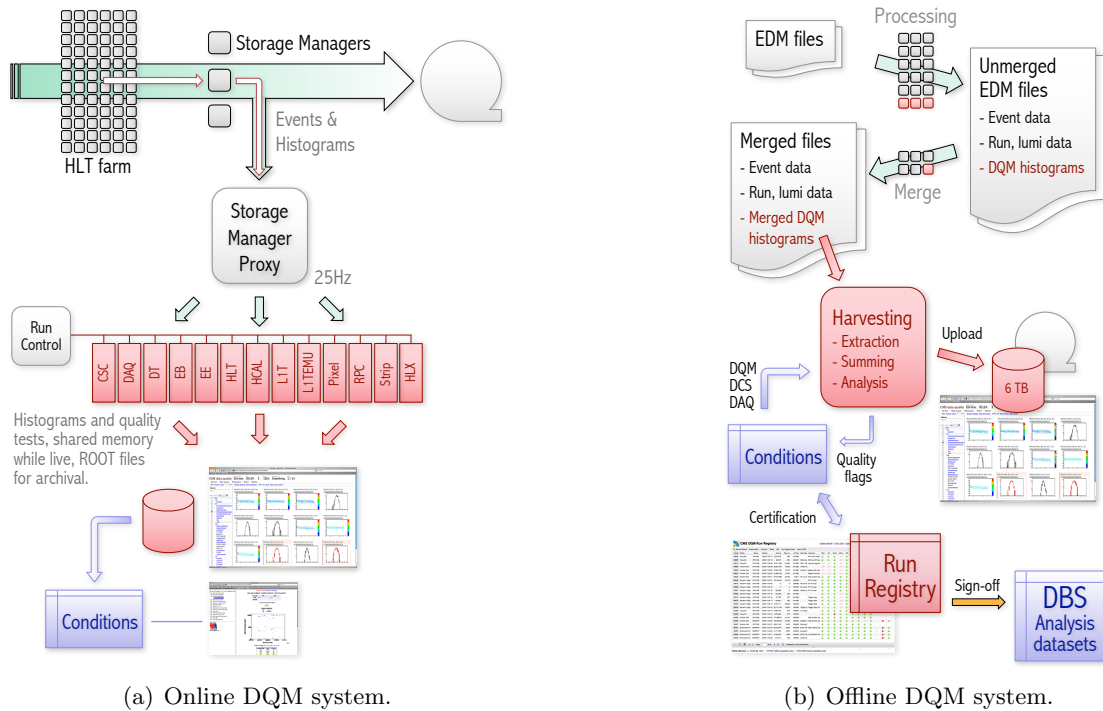 Storage Managers
Events &
Histograms
HLT farm
Storage
Manager
Proxy
25Hz
Run
Control
CSC
DAQ
DT
EB
EE
HLT
HCAL
L1T
L1TEMU
Pixel
RPC
Strip
HLX
Histograms and quality
tests, shared memory
while live, ROOT files
for archival.
Conditions
(a) Online DQM system.
Processing
EDM files
Unmerged
EDM files
- Event data
- Run, lumi data
- DQM histograms
Merged files
- Event data
- Run, lumi data
- Merged DQM
histograms
Merge
Harvesting
- Extraction
- Summing
- Analysis
Upload
6 TB
DQM
DCS
DAQ
Conditions
Quality
flags
Certification
CMS DQM Run Registry
Run
Registry
Sign-off
DBS
Analysis
datasets
(b) Offline DQM system.